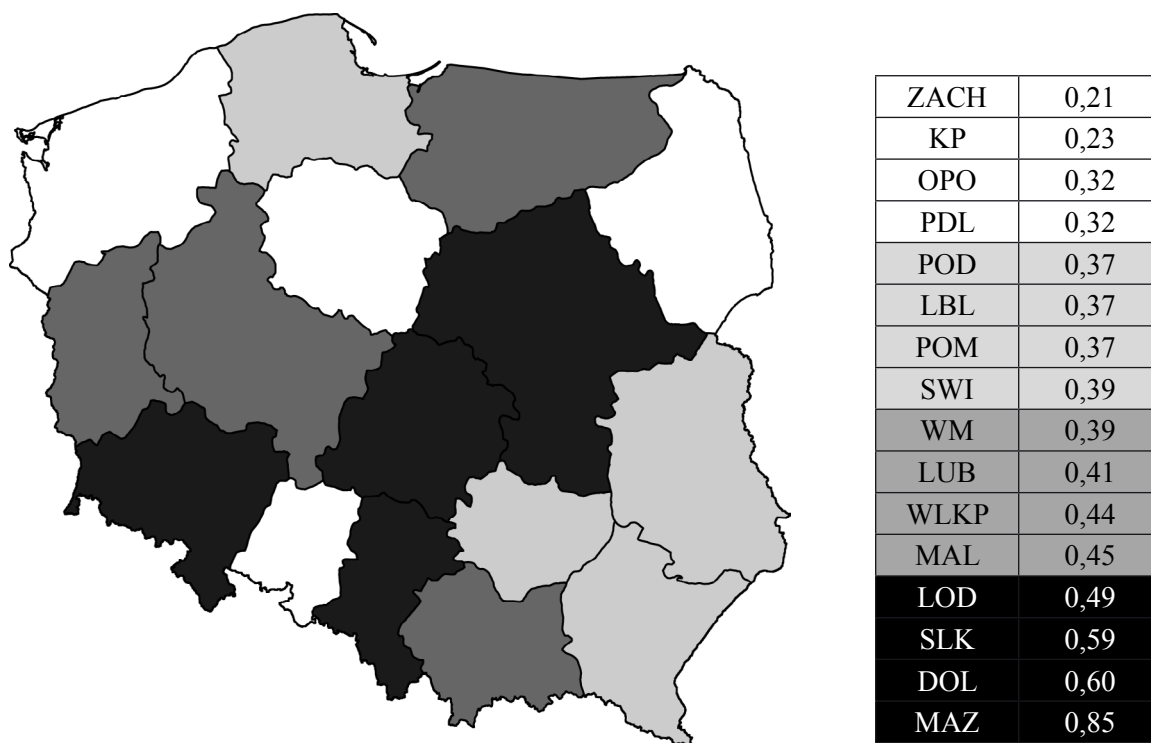 ZACH 0,21
KP 0,23
OPO 0,32
PDL 0,32
POD 0,37
LBL 0,37
POM 0,37
SWI 0,39
WM 0,39
LUB 0,41
WLKP 0,44
MAL 0,45
LOD 0,49
SLK 0,59
DOL 0,60
MAZ 0,85